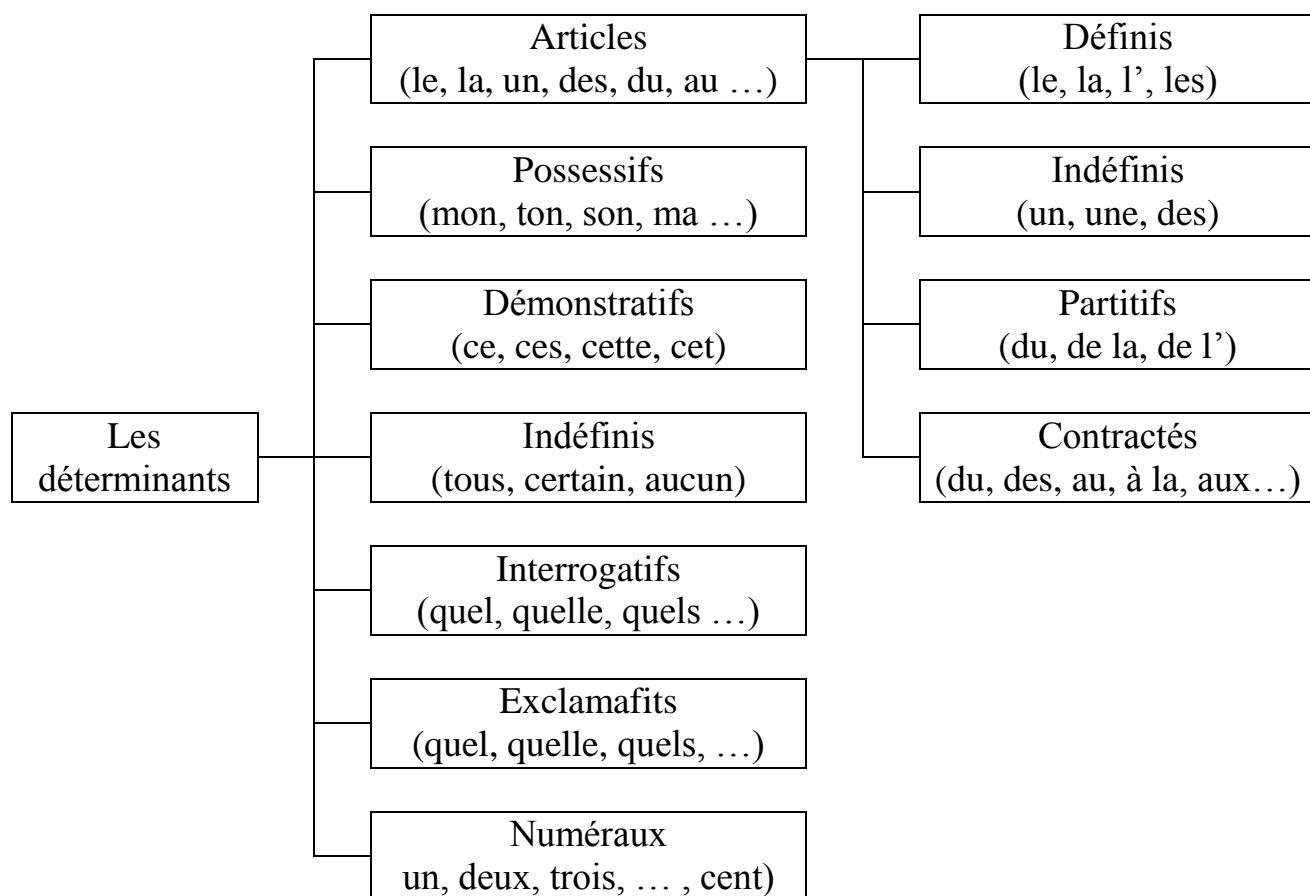 Articles
(le, la, un, des, du, au …)
Définis
(le, la, l’, les)
Possessifs
(mon, ton, son, ma …)
Indéfinis
(un, une, des)
Démonstratifs
(ce, ces, cette, cet)
Partitifs
(du, de la, de l’)
Les
déterminants
Indéfinis
(tous, certain, aucun)
Contractés
(du, des, au, à la, aux…)
Interrogatifs
(quel, quelle, quels …)
Exclamafits
(quel, quelle, quels, …)
Numéraux
un, deux, trois, … , cent)